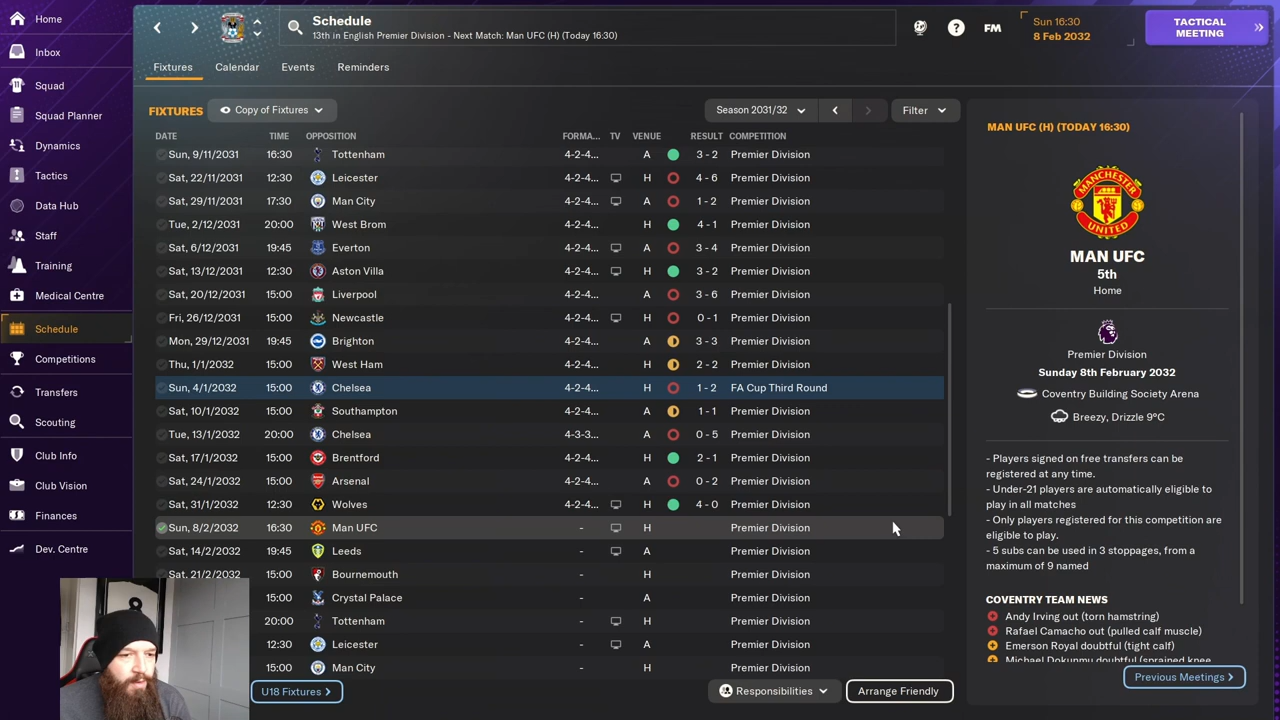 Home
Inbox
Squad
Squad Planner
Dynamics
Tactics
Data Hub
Staff
Training
Medical Centre
Schedule
Competitions
Transfers
Scouting
Club Info
Club Vision
Finances
Dev. Centre
Schedule
13th in English Premier Division - Next Match: Man UFC (H) (Today 16:30)
FM
Sun 16:30
8 Feb 2032
TACTICAL
MEETING
Fixtures Calendar Events Reminders
FIXTURES Copy of Fixtures Season 2031/32 Filter
DATE TIME OPPOSITION FORMA... TV VENUE RESULT COMPETITION
Sun, 9/11/2031 16:30 Tottenham 4-2-4... A 3 - 2 Premier Division
Sat, 22/11/2031 12:30 Leicester 4-2-4... H 4 - 6 Premier Division
Sat, 29/11/2031 17:30 Man City 4-2-4... A 1 - 2 Premier Division
Tue, 2/12/2031 20:00 West Brom 4-2-4... H 4 - 1 Premier Division
Sat, 6/12/2031 19:45 Everton 4-2-4... A 3 - 4 Premier Division
Sat, 13/12/2031 12:30 Aston Villa 4-2-4... H 3 - 2 Premier Division
Sat, 20/12/2031 15:00 Liverpool 4-2-4... A 3 - 6 Premier Division
Fri, 26/12/2031 15:00 Newcastle 4-2-4... H 0 - 1 Premier Division
Mon, 29/12/2031 19:45 Brighton 4-2-4... A 3 - 3 Premier Division
Thu, 1/1/2032 15:00 West Ham 4-2-4... H 2 - 2 Premier Division
Sun, 4/1/2032 15:00 Chelsea 4-2-4... H 1 - 2 FA Cup Third Round
Sat, 10/1/2032 15:00 Southampton 4-2-4... A 1 - 1 Premier Division
Tue, 13/1/2032 20:00 Chelsea 4-3-3... A 0 - 5 Premier Division
Sat, 17/1/2032 15:00 Brentford 4-2-4... H 2 - 1 Premier Division
Sat, 24/1/2032 15:00 Arsenal 4-2-4... A 0 - 2 Premier Division
Sat, 31/1/2032 12:30 Wolves 4-2-4... H 4 - 0 Premier Division
Sun, 8/2/2032 16:30 Man UFC - H Premier Division
Sat, 14/2/2032 19:45 Leeds - A Premier Division
Sat, 21/2/2032 15:00 Bournemouth - H Premier Division
15:00 Crystal Palace - A Premier Division
20:00 Tottenham - H Premier Division
12:30 Leicester - A Premier Division
15:00 Man City - H Premier Division
U18 Fixtures > Responsibilities Arrange Friendly
MAN UFC (H) (TODAY 16:30)
MANCHESTER
UNITED
MAN UFC
5th
Home
Premier Division
Sunday 8th February 2032
Coventry Building Society Arena
Breezy, Drizzle 9°C
- Players signed on free transfers can be
registered at any time.
- Under-21 players are automatically eligible to
play in all matches
- Only players registered for this competition are
eligible to play.
- 5 subs can be used in 3 stoppages, from a
maximum of 9 named
COVENTRY TEAM NEWS
Andy Irving out (torn hamstring)
Rafael Camacho out (pulled calf muscle)
Emerson Royal doubtful (tight calf)
Michael Dokunmu doubtful (sprained knee
Previous Meetings >